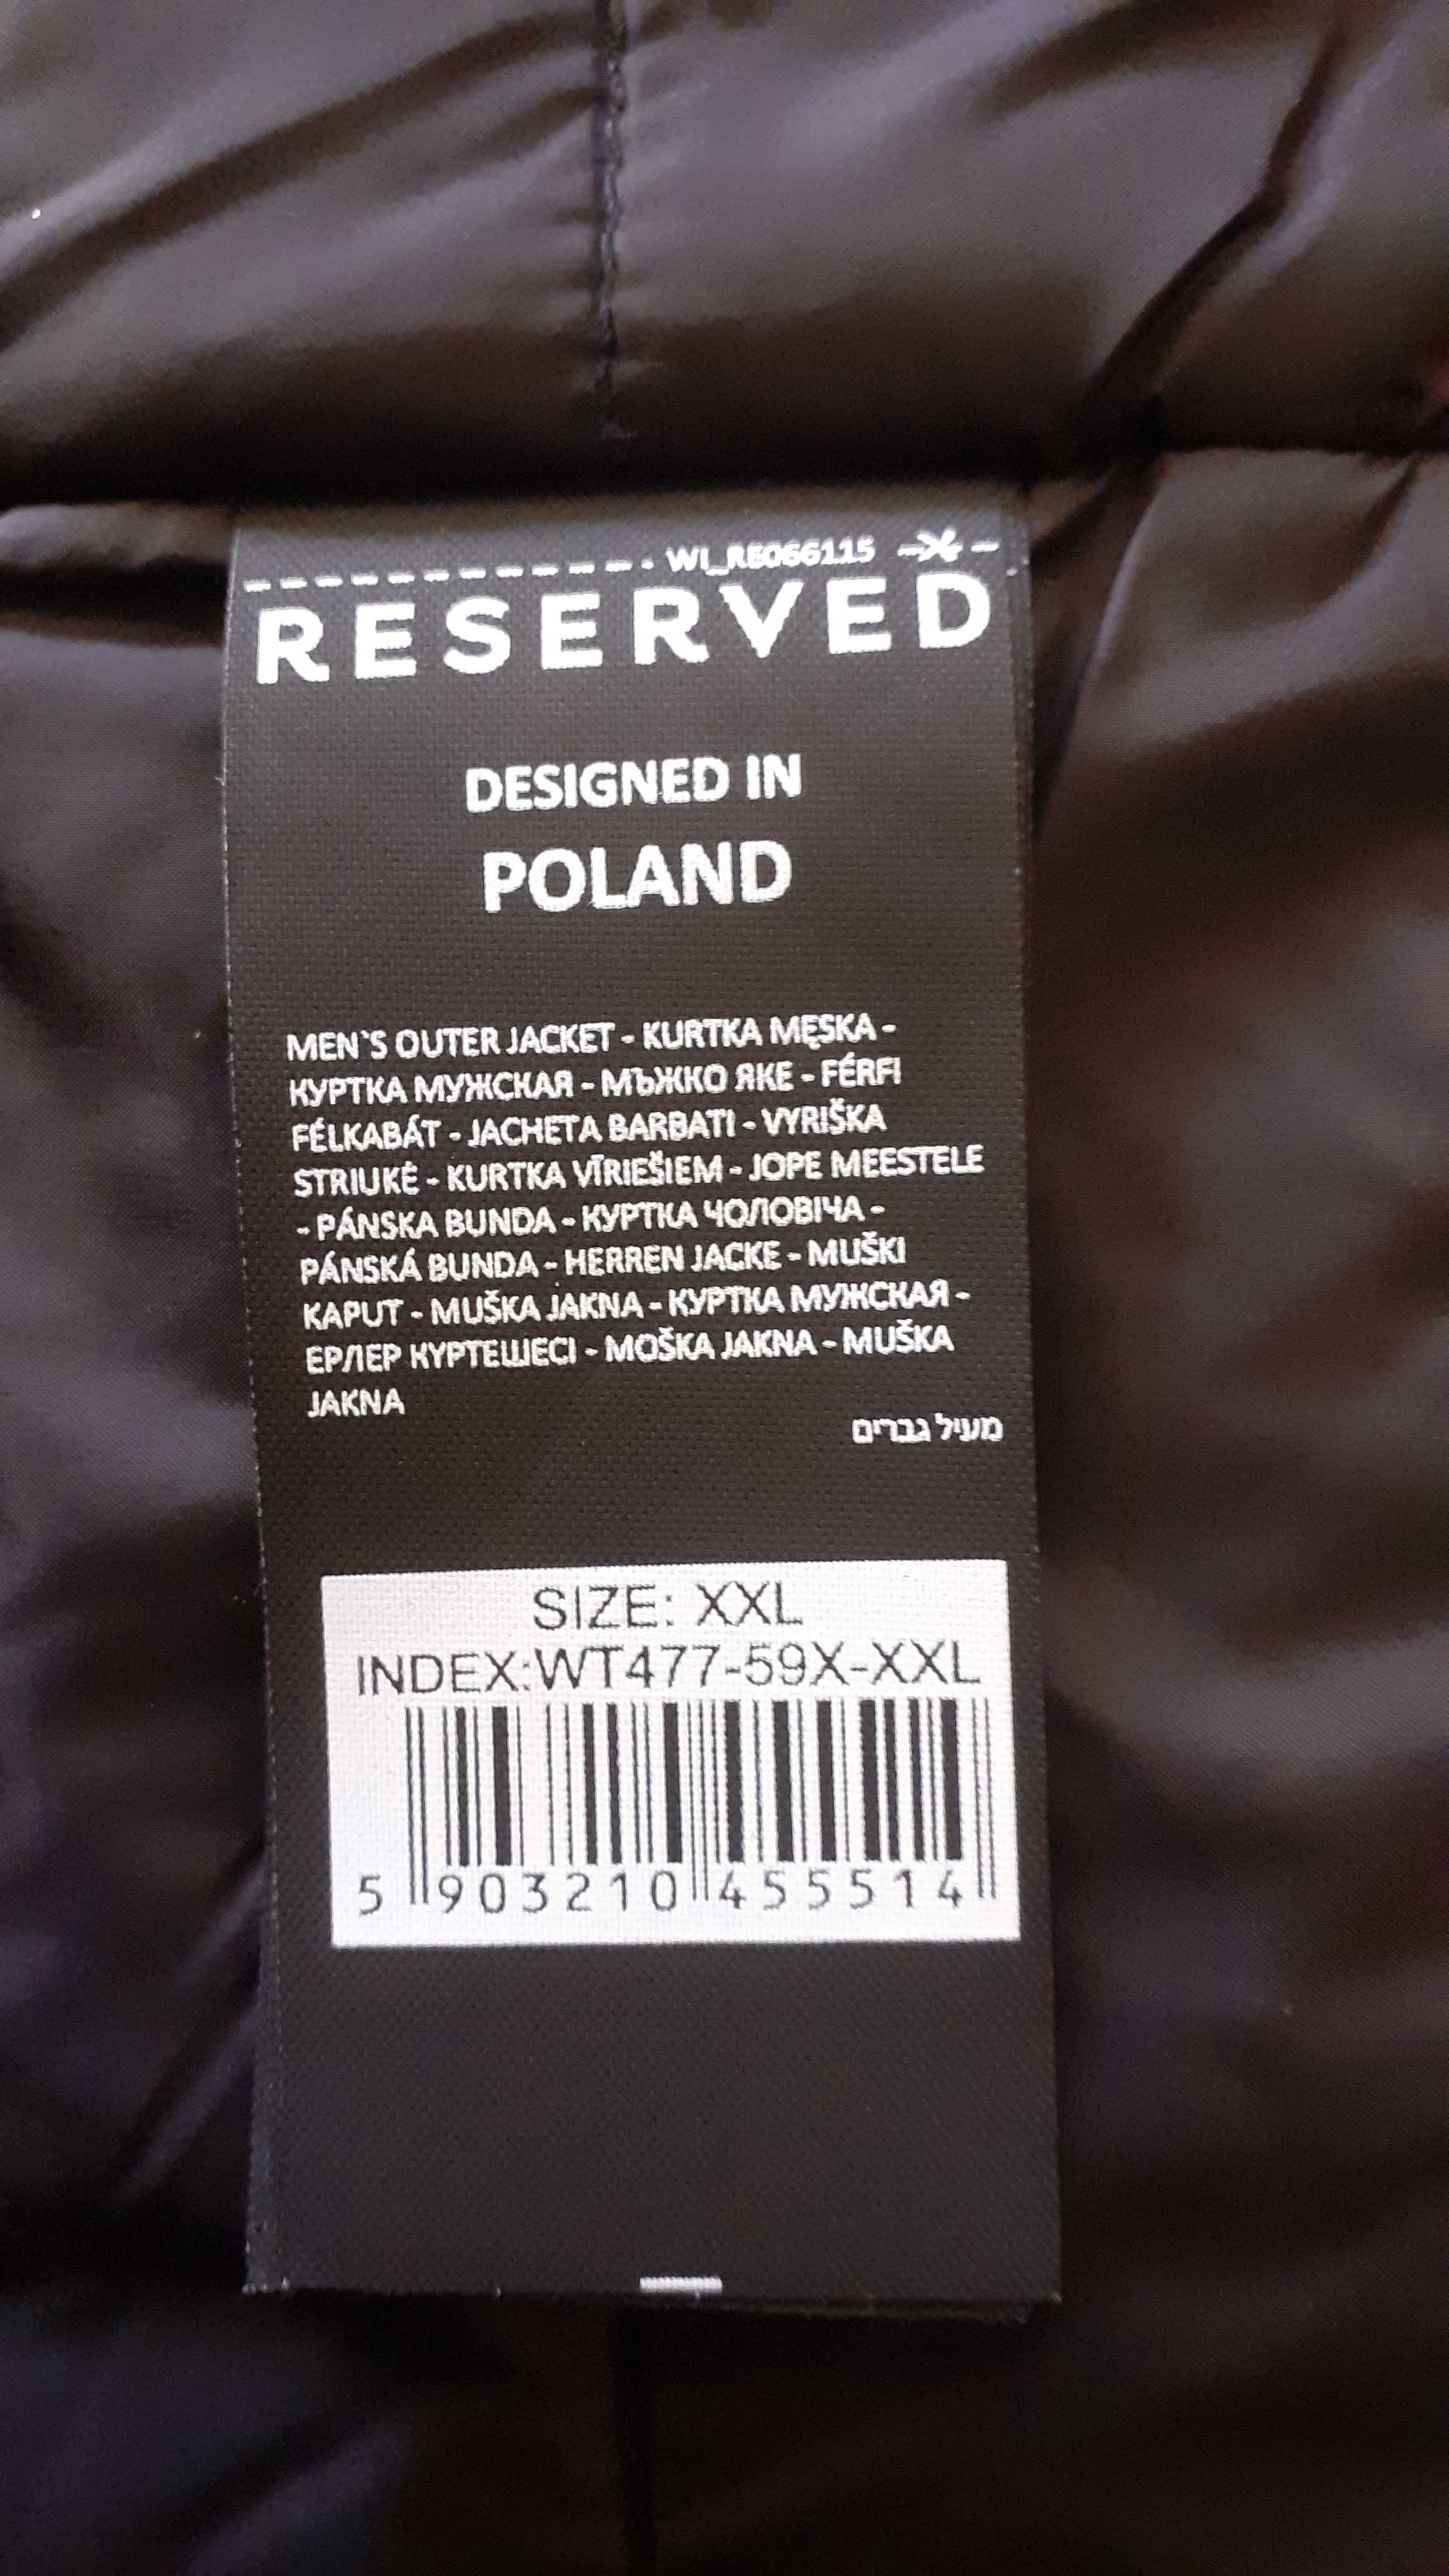 WI_RE066115
RESERVED
DESIGNED IN
POLAND
MEN`S OUTER JACKET - KURTKA MĘSKA -
КУРТКА МУЖСКАЯ - МЪЖКО ЯКЕ - FÉRFI
FÉLKABÁT - JACHETA BARBATI - VYRIŠKA
STRIUKĖ - KURTKA VĪRIEŠIEM - JOPE MEESTELE
- PÁNSKA BUNDA - КУРТКА ЧОЛОВІЧА -
PÁNSKÁ BUNDA - HERREN JACKE - MUŠKI
KAPUT - MUŠKA JAKNA - КУРТКА МУЖСКАЯ -
ЕРЛЕР КҮРТЕШЕСІ - MOŠKA JAKNA - MUŠKA
JAKNA
מעיל גברים
SIZE: XXL
INDEX:WT477-59X-XXL
5 903210 455514